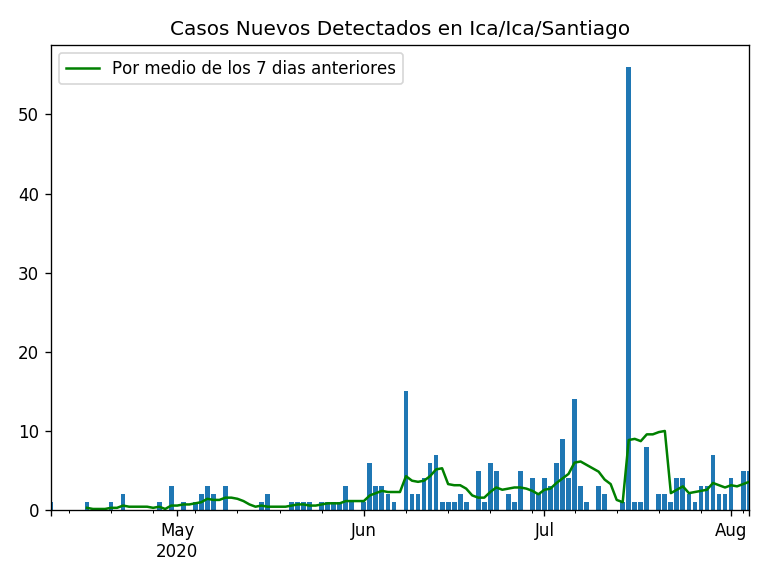 Casos Nuevos Detectados en Ica/Ica/Santiago
Por medio de los 7 dias anteriores
50
40
30
20
10
0
May
2020
Jun
Jul
Aug